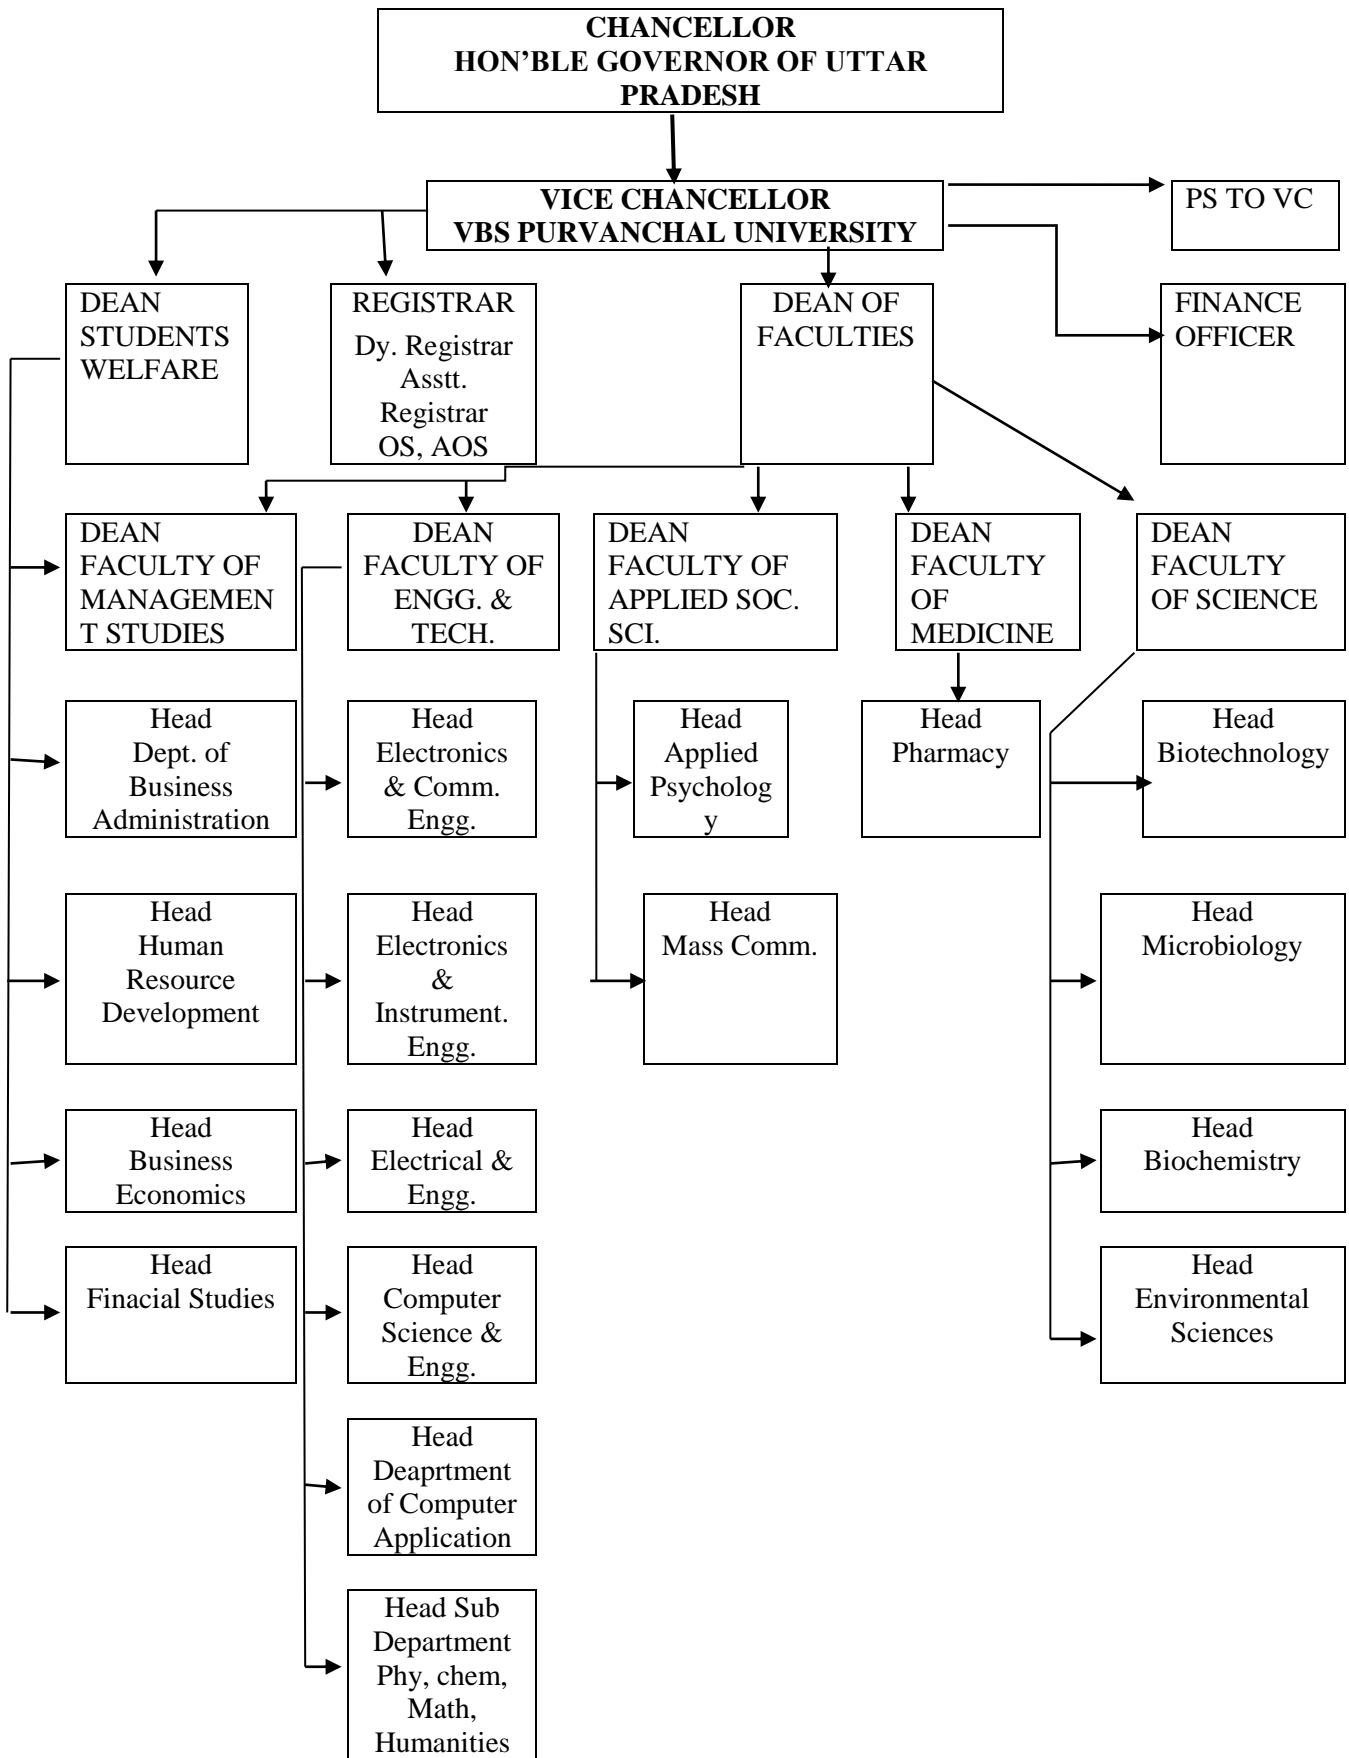 CHANCELLOR
HON’BLE GOVERNOR OF UTTAR
PRADESH
VICE CHANCELLOR
VBS PURVANCHAL UNIVERSITY
PS TO VC
DEAN
STUDENTS
WELFARE
REGISTRAR
Dy. Registrar
Asstt.
Registrar
OS, AOS
DEAN OF
FACULTIES
FINANCE
OFFICER
DEAN
FACULTY OF
MANAGEMEN
T STUDIES
DEAN
FACULTY OF
ENGG. &
TECH.
DEAN
FACULTY OF
APPLIED SOC.
SCI.
DEAN
FACULTY
OF
MEDICINE
DEAN
FACULTY
OF SCIENCE
Head
Dept. of
Business
Administration
Head
Electronics
& Comm.
Engg.
Head
Applied
Psycholog
y
Head
Pharmacy
Head
Biotechnology
Head
Human
Resource
Development
Head
Electronics
&
Instrument.
Engg.
Head
Mass Comm.
Head
Microbiology
Head
Business
Economics
Head
Electrical &
Engg.
Head
Biochemistry
Head
Finacial Studies
Head
Computer
Science &
Engg.
Head
Environmental
Sciences
Head
Deaprtment
of Computer
Application
Head Sub
Department
Phy, chem,
Math,
Humanities